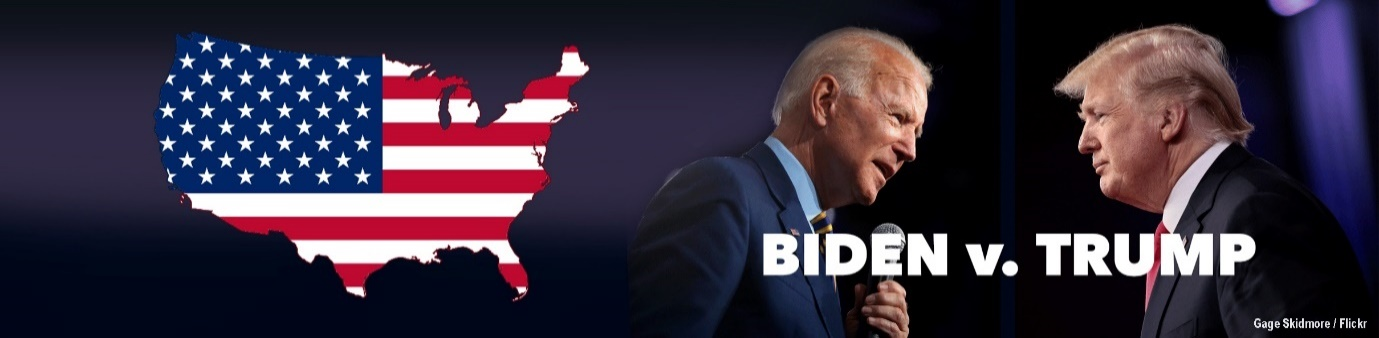 BIDEN v. TRUMP
Gage Skidmore / Flickr